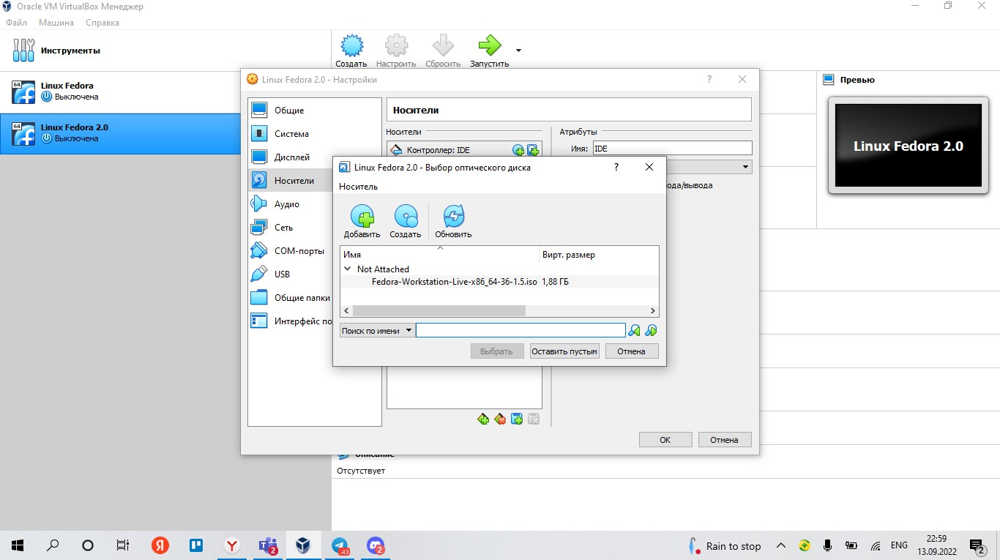 Oracle VM VirtualBox Менеджер
Файл Машина Справка
Инструменты
Создать Настроить Сбросить Запустить
64
Linux Fedora
Выключена
64
Linux Fedora 2.0
Выключена
Превью
Linux Fedora 2.0
Linux Fedora 2.0 - Настройки
?
Общие
Система
Дисплей
Носители
Аудио
Сеть
COM-порты
USB
Общие папки
Интерфейс по
Носители
Носители
Контроллер: IDE
Атрибуты
Имя: IDE
ода/вывода
Linux Fedora 2.0 - Выбор оптического диска
?
Носитель
Добавить Создать Обновить
Имя Вирт. размер
Not Attached
Fedora-Workstation-Live-x86_64-36-1.5.iso 1,88 ГБ
Поиск по имени
Выбрать Оставить пустым Отмена
OK Отмена
Описание
Отсутствует
Я
Y
2
43
2
Rain to stop
ENG
22:59
13.09.2022
2